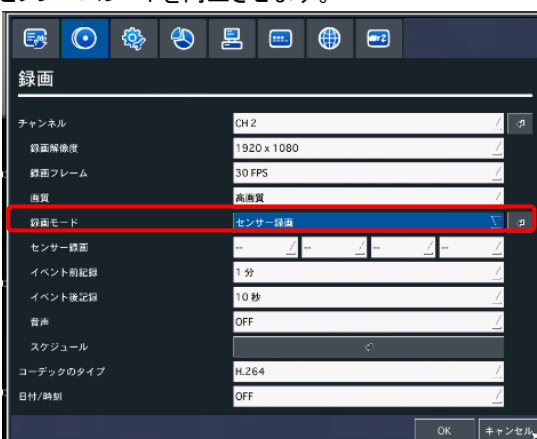 録画
チャンネル CH 2
録画解像度 1920 x 1080
録画フレーム 30 FPS
画質 高画質
録画モード センサー録画
センサー録画 -- -- -- --
イベント前記録 1 分
イベント後記録 10 秒
音声 OFF
スケジュール
コーデックのタイプ H.264
日付/時刻 OFF
OK キャンセル